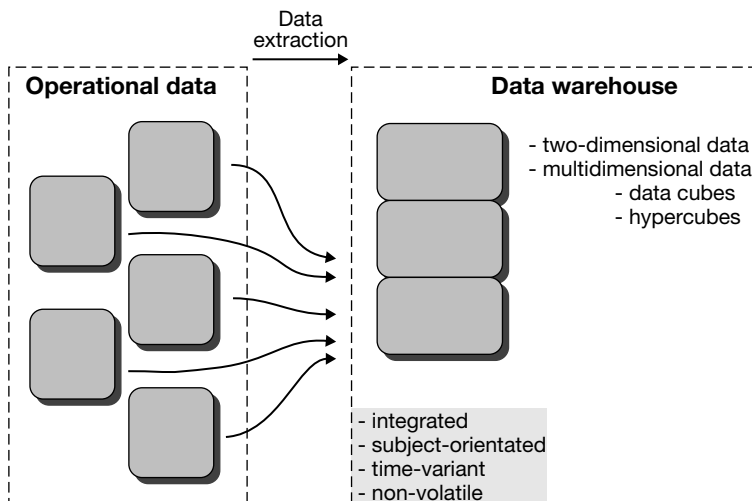 Data
extraction
Operational data
Data warehouse
- two-dimensional data
- multidimensional data
- data cubes
- hypercubes
- integrated
- subject-orientated
- time-variant
- non-volatile